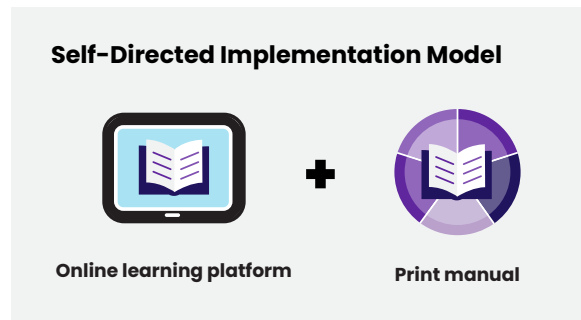 Self-Directed Implementation Model
Online learning platform
Print manual